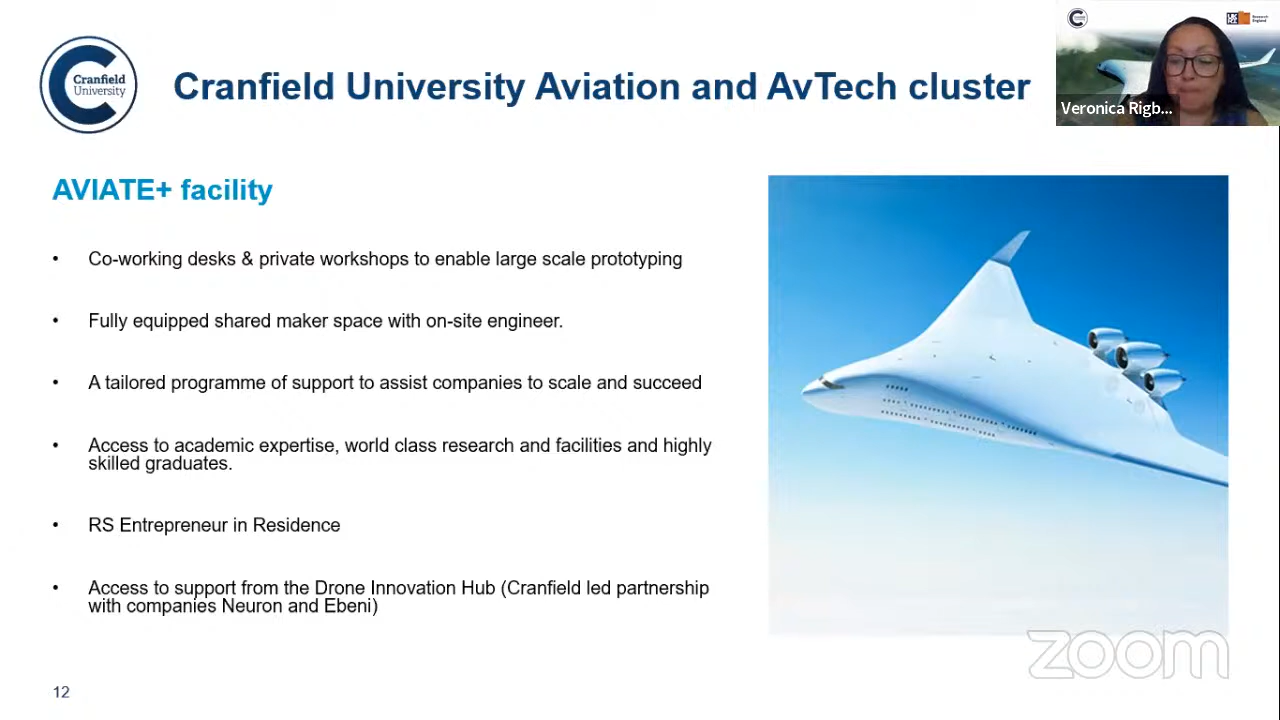 Cranfield
University
Cranfield University Aviation and AvTech cluster
Veronica Rigb...
AVIATE+ facility
• Co-working desks & private workshops to enable large scale prototyping
• Fully equipped shared maker space with on-site engineer.
• A tailored programme of support to assist companies to scale and succeed
• Access to academic expertise, world class research and facilities and highly
skilled graduates.
• RS Entrepreneur in Residence
• Access to support from the Drone Innovation Hub (Cranfield led partnership
with companies Neuron and Ebeni)
zoom
12